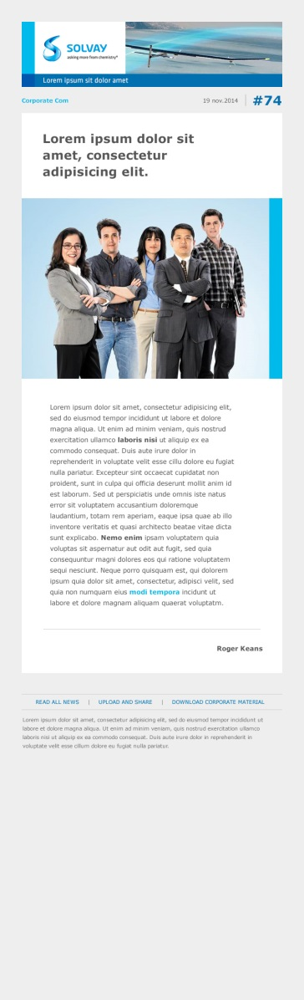 SOLVAY
asking more from chemistry®
Lorem ipsum dolor sit amet
Corporate Com
19 nov.2014
#74
Lorem ipsum dolor sit
amet, consectetur
adipisicing elit.
Lorem ipsum dolor sit amet, consectetur adipisicing elit,
sed do eiusmod tempor incididunt ut labore et dolore
magna aliqua. Ut enim ad minim veniam, quis nostrud
exercitation ullamco laboris nisi ut aliquip ex ea
commodo consequat. Duis aute irure dolor in
reprehenderit in voluptate velit esse cillu dolore eu fugiat
nulla pariatur. Excepteur sint occaecat cupidatat non
proident, sunt in culpa qui officia deserunt mollit anim id
est laborum. Sed ut perspiciatis unde omnis iste natus
error sit voluptatem accusantium doloremque
laudantium, totam rem aperiam, eaque ipsa quae ab illo
inventore veritatis et quasi architecto beatae vitae dicta
sunt explicabo. Nemo enim ipsam voluptatem quia
voluptas sit aspernatur aut odit aut fugit, sed quia
consequuntur magni dolores eos qui ratione voluptatem
sequi nesciunt. Neque porro quisquam est, qui dolorem
ipsum quia dolor sit amet, consectetur, adipisci velit, sed
quia non numquam eius modi tempora incidunt ut
labore et dolore magnam aliquam quaerat voluptatm.
Roger Keans
READ ALL NEWS | UPLOAD AND SHARE | DOWNLOAD CORPORATE MATERIAL
Lorem ipsum dolor sit amet, consectetur adipisicing elit, sed do eiusmod tempor incididunt ut
labore et dolore magna aliqua. Ut enim ad minim veniam, quis nostrud exercitation ullamco
laboris nisi ut aliquip ex ea commodo consequat. Duis aute irure dolor in reprehenderit in
voluptate velit esse cillum dolore eu fugiat nulla pariatur.